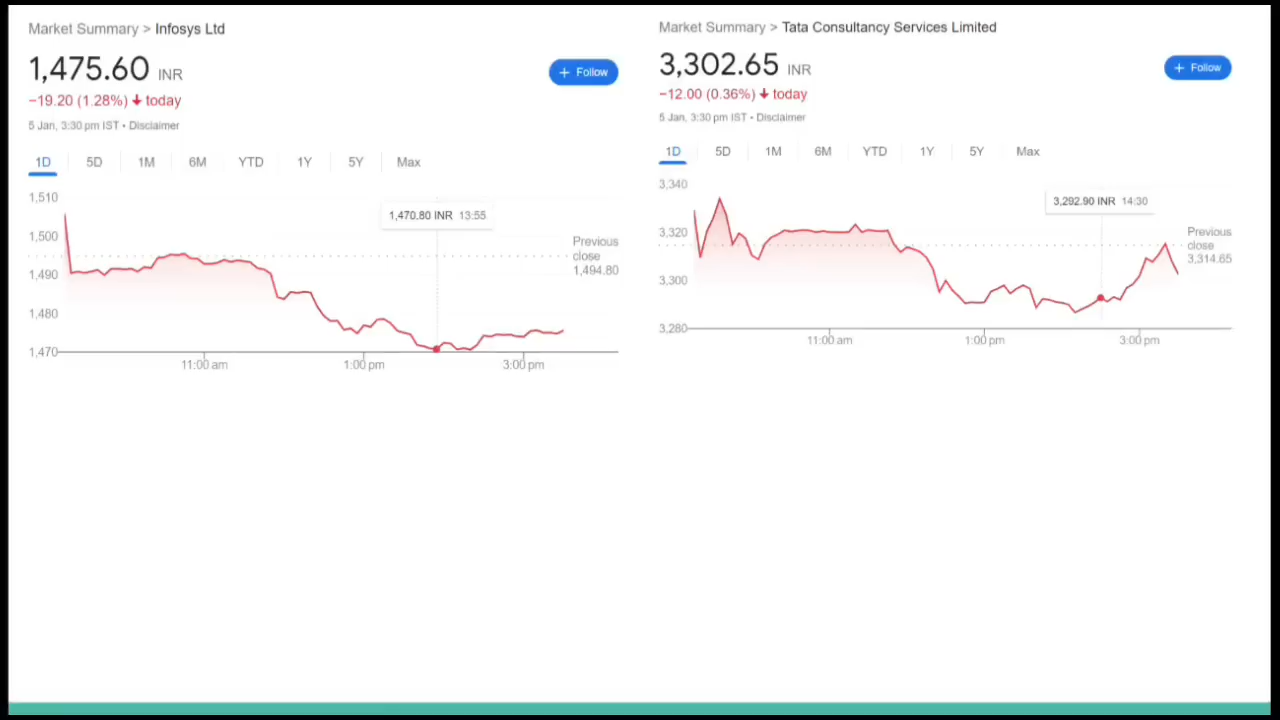 Market Summary > Infosys Ltd
1,475.60 INR
+ Follow
−19.20 (1.28%) ↓ today
5 Jan, 3:30 pm IST • Disclaimer
1D 5D 1M 6M YTD 1Y 5Y Max
1,510
1,470.80 INR 13:55
1,500
Previous
close
1,494.80
1,490
1,480
1,470
11:00 am 1:00 pm 3:00 pm
Market Summary > Tata Consultancy Services Limited
3,302.65 INR
+ Follow
−12.00 (0.36%) ↓ today
5 Jan, 3:30 pm IST • Disclaimer
1D 5D 1M 6M YTD 1Y 5Y Max
3,340
3,292.90 INR 14:30
3,320
Previous
close
3,314.65
3,300
3,280
11:00 am 1:00 pm 3:00 pm